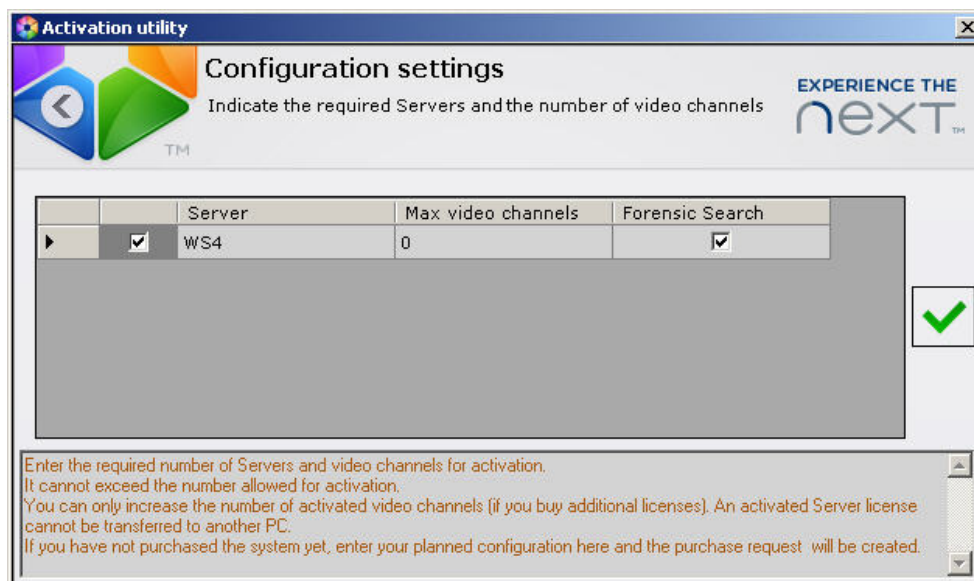 Activation utility
Configuration settings
Indicate the required Servers and the number of video channels
EXPERIENCE THE
next™
TM
Server Max video channels Forensic Search
WS4 0
Enter the required number of Servers and video channels for activation.
It cannot exceed the number allowed for activation.
You can only increase the number of activated video channels (if you buy additional licenses). An activated Server license
cannot be transferred to another PC.
If you have not purchased the system yet, enter your planned configuration here and the purchase request will be created.